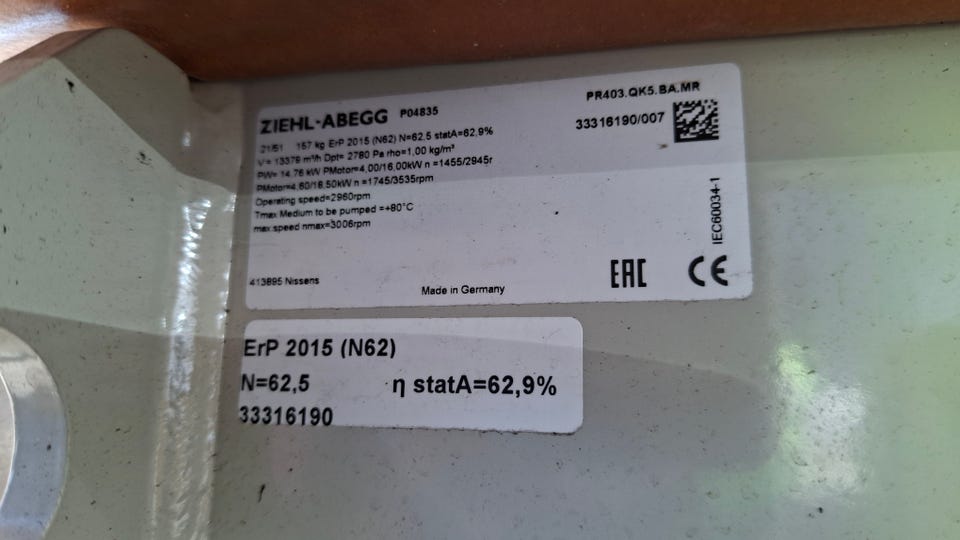 ZIEHL-ABEGG P04835
PR403.QK5.BA.MR
33316190/007
21/51 157 kg ErP 2015 (N62) N=62,5 statA=62,9%
V= 13379 m³/h Dpt= 2780 Pa rho=1,00 kg/m³
PW= 14,76 kW PMotor=4,00/16,00kW n =1455/2945r
PMotor=4,60/18,50kW n =1745/3535rpm
Operating speed=2960rpm
Tmax Medium to be pumped =+80°C
max.speed nmax=3006rpm
IEC60034-1
413895 Nissens
Made in Germany
EAC CE
ErP 2015 (N62)
N=62,5 η statA=62,9%
33316190